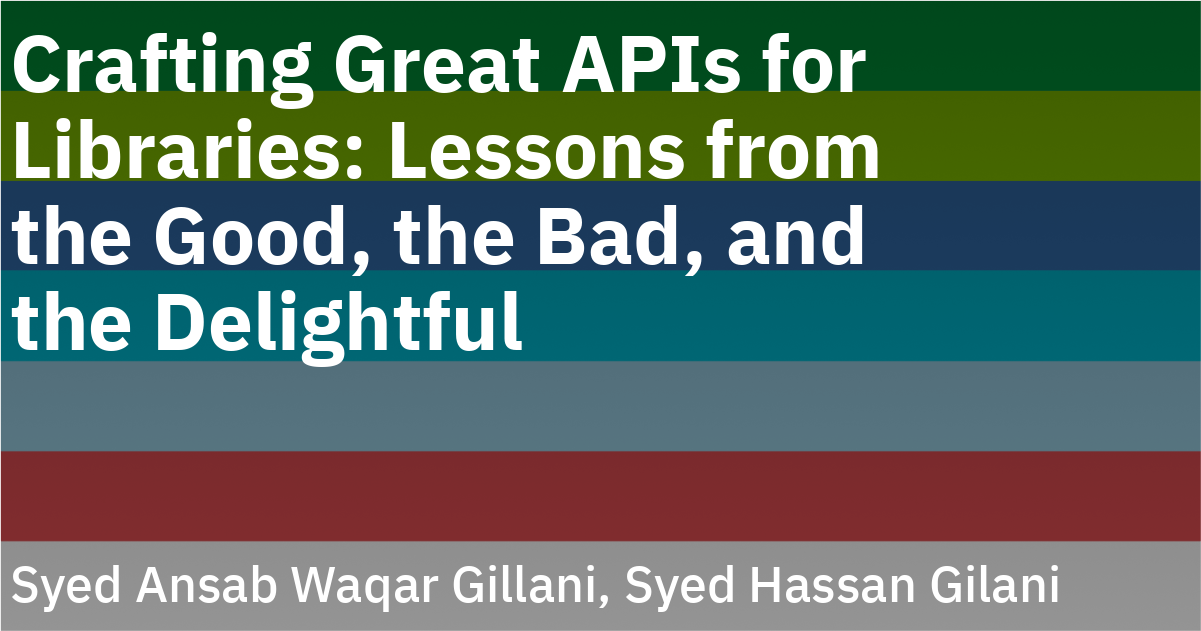 Crafting Great APIs for
Libraries: Lessons from
the Good, the Bad, and
the Delightful
Syed Ansab Waqar Gillani, Syed Hassan Gilani